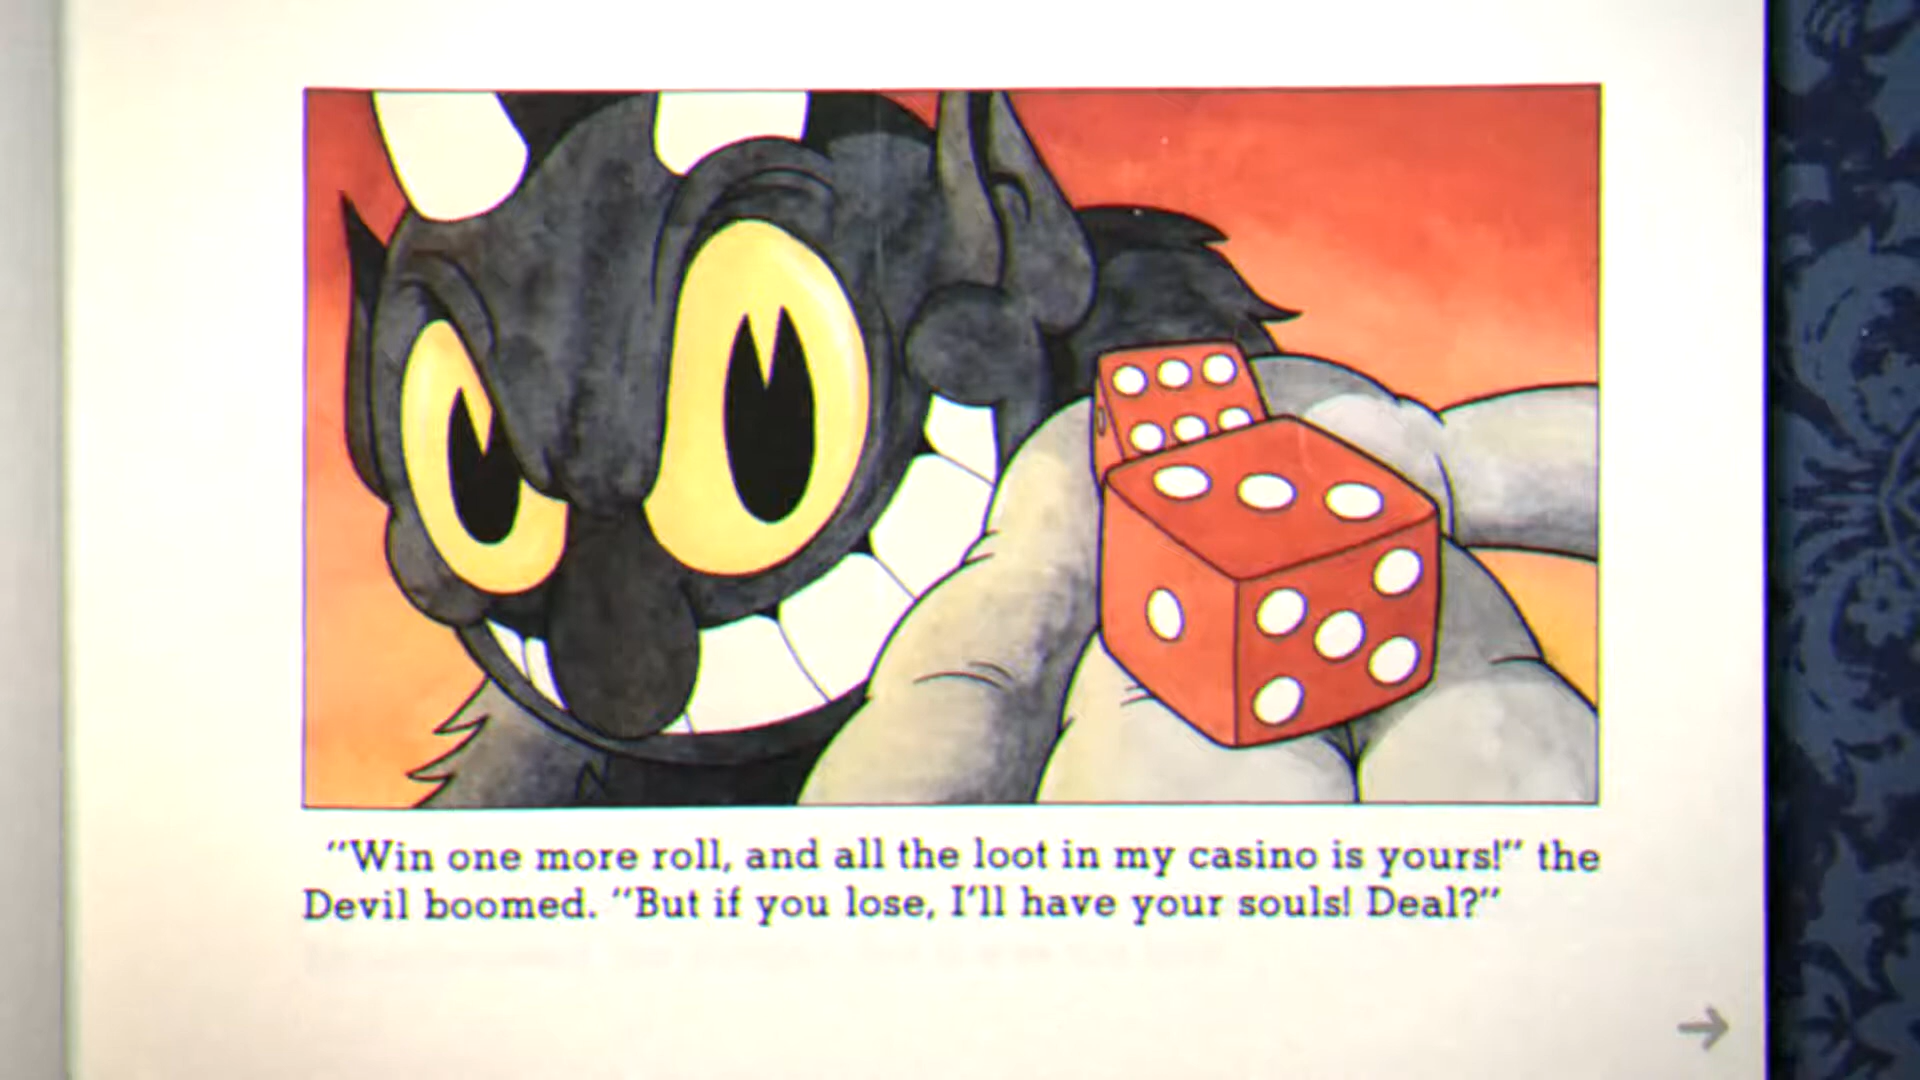 “Win one more roll, and all the loot in my casino is yours!” the
Devil boomed. “But if you lose, I’ll have your souls! Deal?”